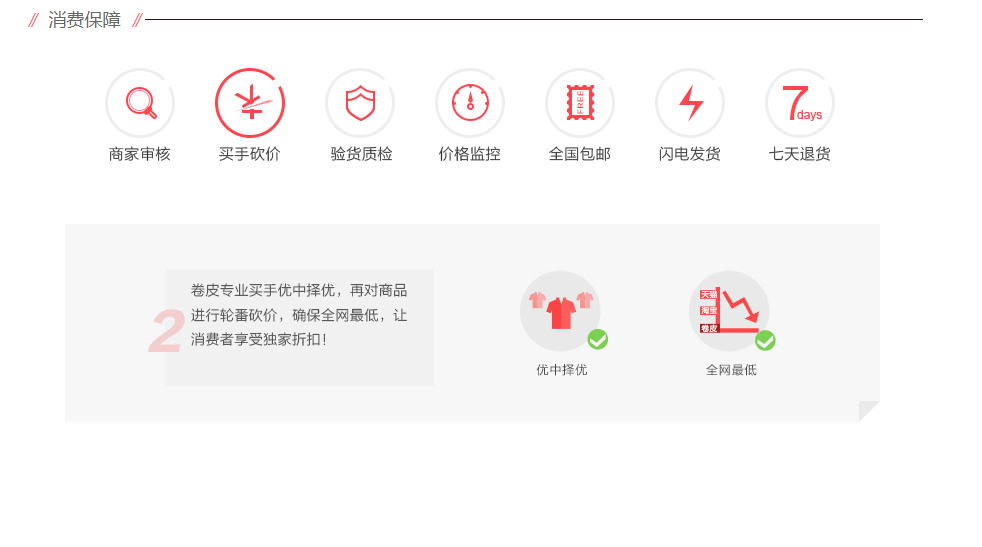 // 消费保障 //
FREE
7days
商家审核 买手砍价 验货质检 价格监控 全国包邮 闪电发货 七天退货
2
卷皮专业买手优中择优，再对商品
进行轮番砍价，确保全网最低，让
消费者享受独家折扣！
天猫
淘宝
卷皮
优中择优 全网最低